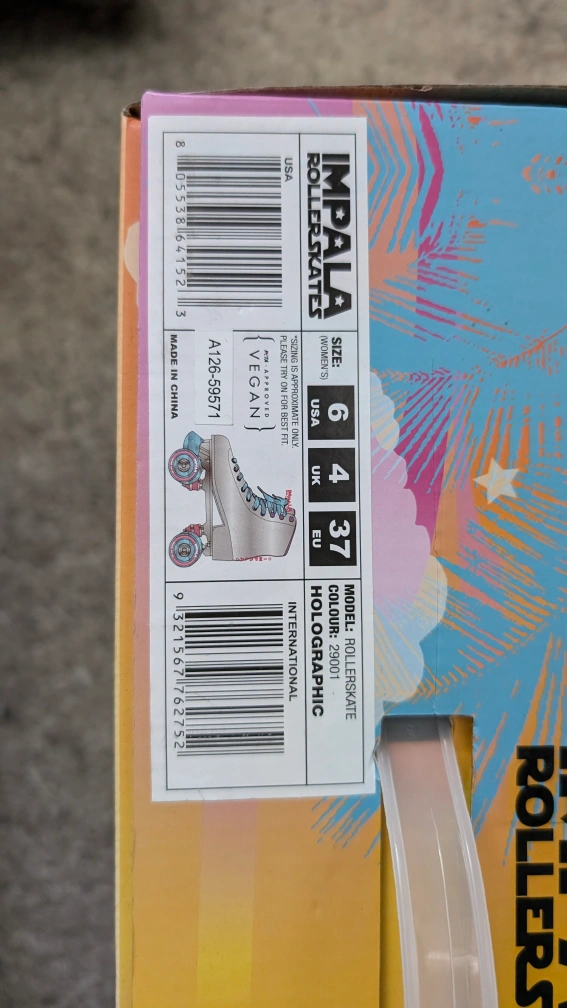 IMPALA
ROLLERSKATES
SIZE:
(WOMEN'S)
6
USA
4
UK
37
EU
MODEL: ROLLERSKATE
COLOUR: 29001
HOLOGRAPHIC
USA
8 05538 64152 3
*SIZING IS APPROXIMATE ONLY.
PLEASE TRY ON FOR BEST FIT.
PETA-APPROVED
VEGAN
A126-59571
MADE IN CHINA
INTERNATIONAL
9 321567 762752
ROLLERS